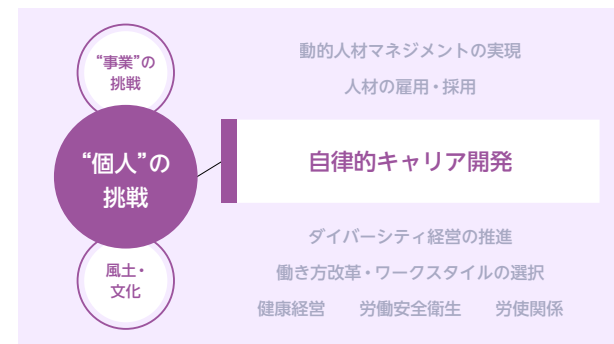 “事業”の
挑戦
“個人”の
挑戦
風土・
文化
動的人材マネジメントの実現
人材の雇用・採用
自律的キャリア開発
ダイバーシティ経営の推進
働き方改革・ワークスタイルの選択
健康経営 労働安全衛生 労使関係